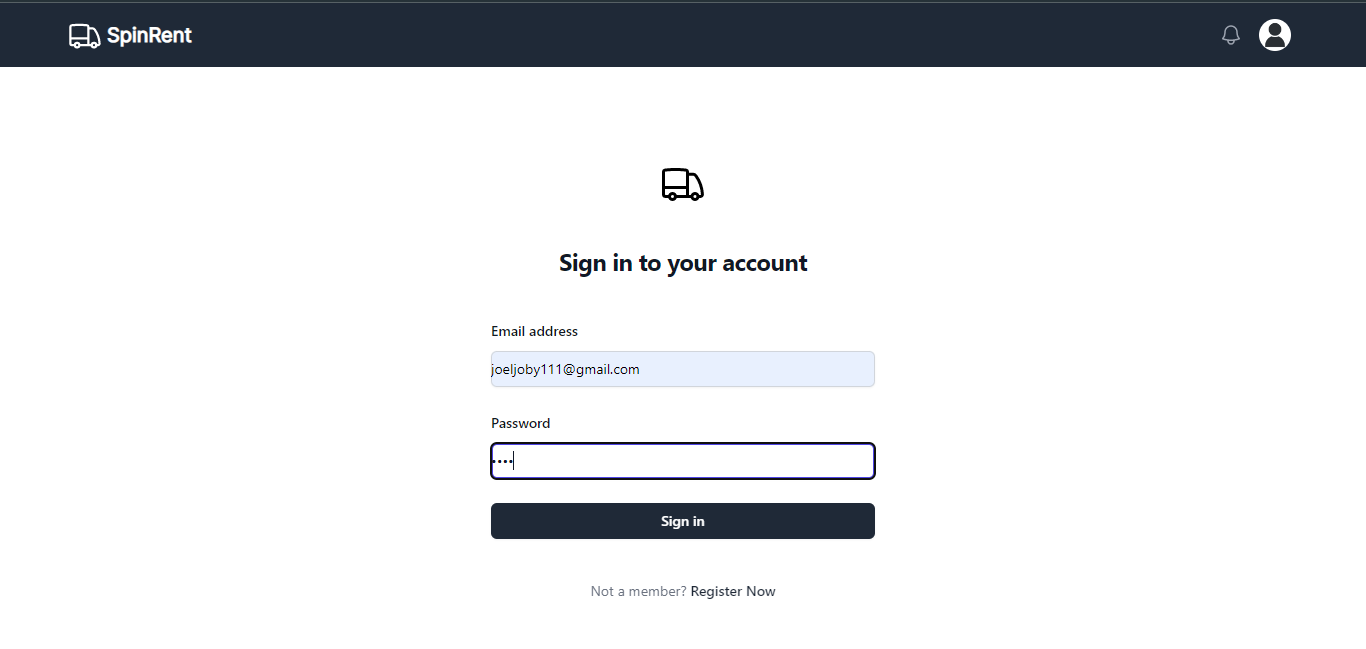 SpinRent
Sign in to your account
Email address
joeljoby111@gmail.com
Password
••••
Sign in
Not a member? Register Now